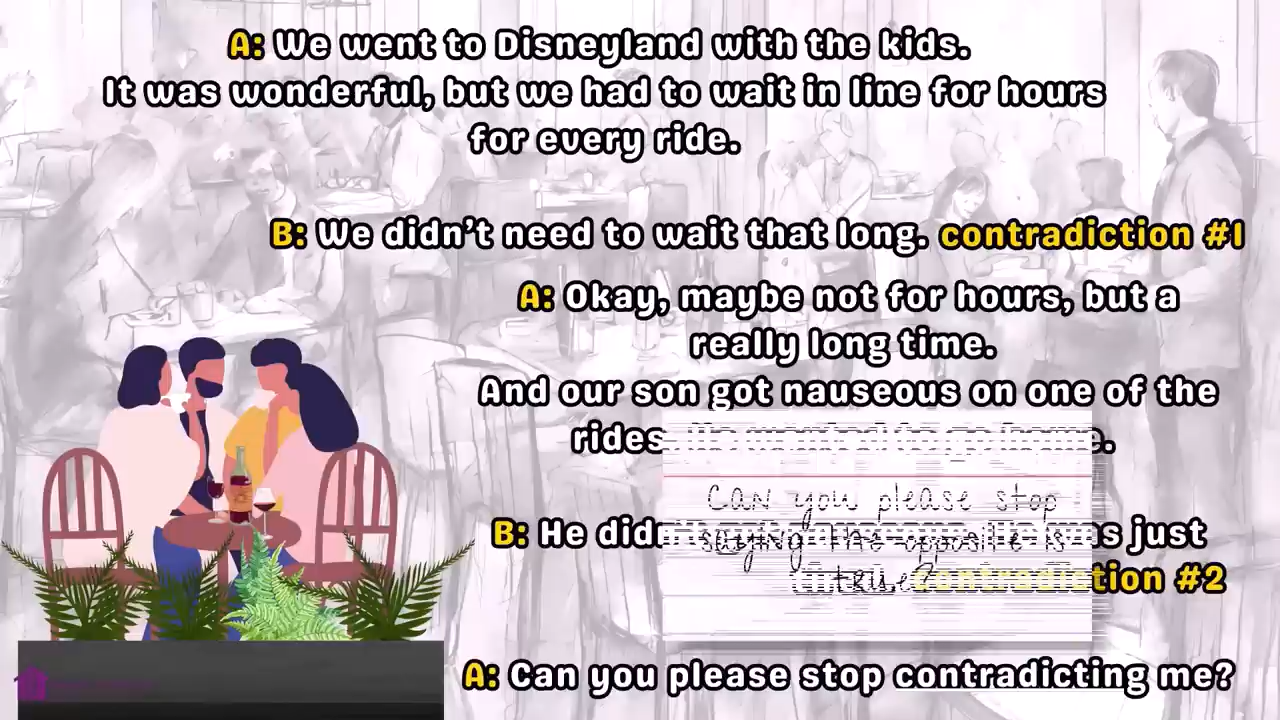 A: We went to Disneyland with the kids.
It was wonderful, but we had to wait in line for hours
for every ride.
B: We didn't need to wait that long. contradiction #1
A: Okay, maybe not for hours, but a
really long time.
And our son got nauseous on one of the
rides.
B: He didn't just
contradiction #2
Can you please stop
saying the opposite is
true?
A: Can you please stop contradicting me?